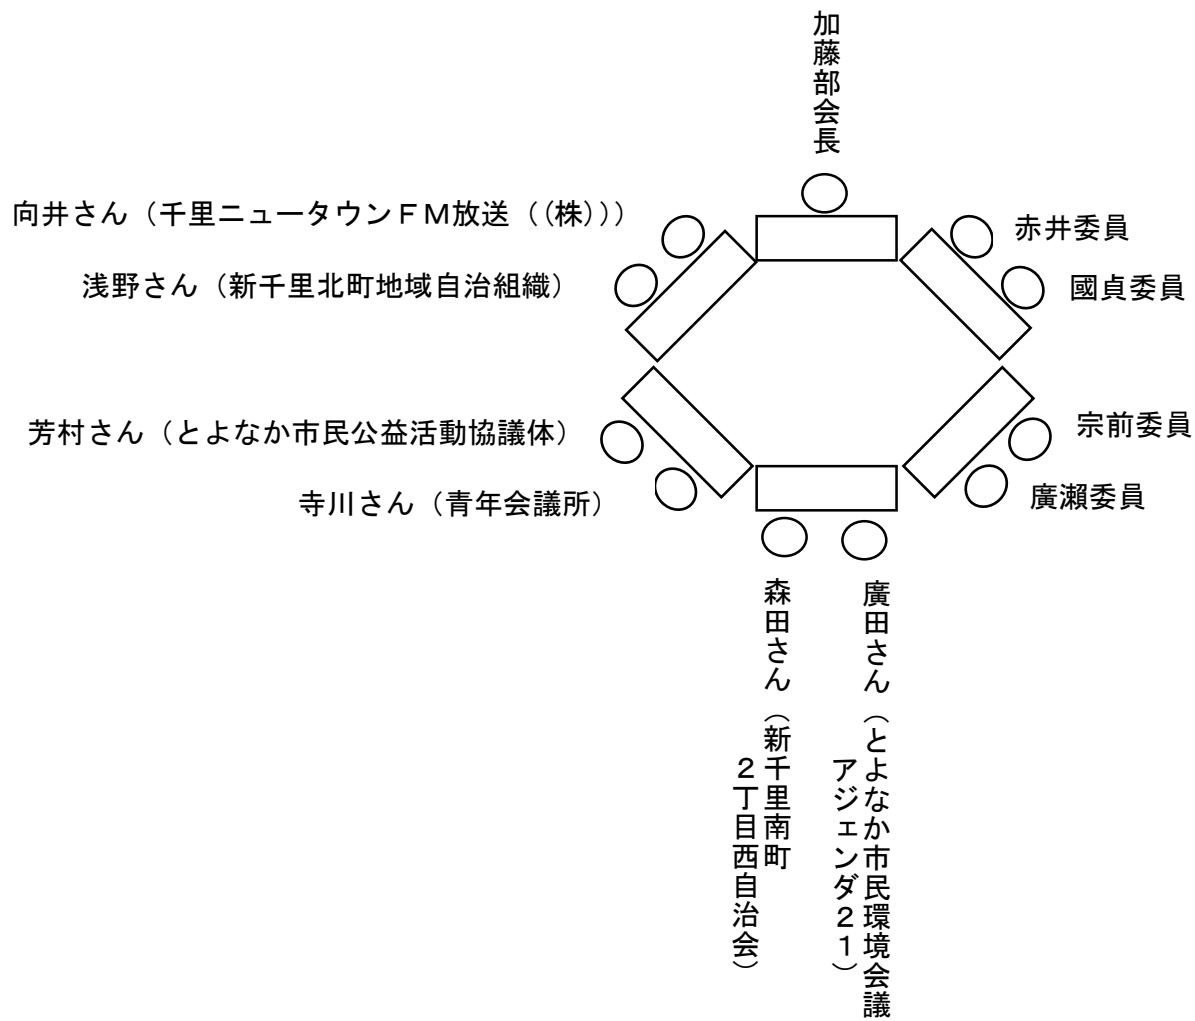 加藤部会長
向井さん（千里ニュータウンＦＭ放送（（株）））
赤井委員
浅野さん（新千里北町地域自治組織）
國貞委員
芳村さん（とよなか市民公益活動協議体）
宗前委員
寺川さん（青年会議所）
廣瀬委員
森田さん（新千里南町
２丁目西自治会）
廣田さん（とよなか市民環境会議
アジェンダ２１）